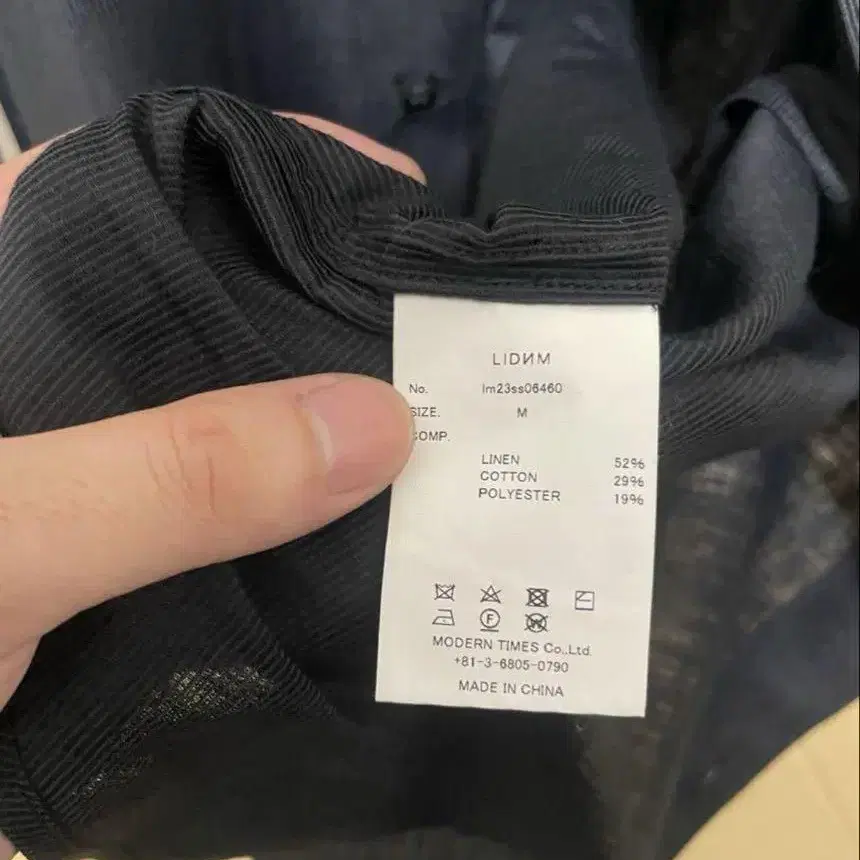 LIDИM
No. lm23ss06460
SIZE. M
COMP.
LINEN 52%
COTTON 29%
POLYESTER 19%
F
W
MODERN TIMES Co.,Ltd.
+81-3-6805-0790
MADE IN CHINA